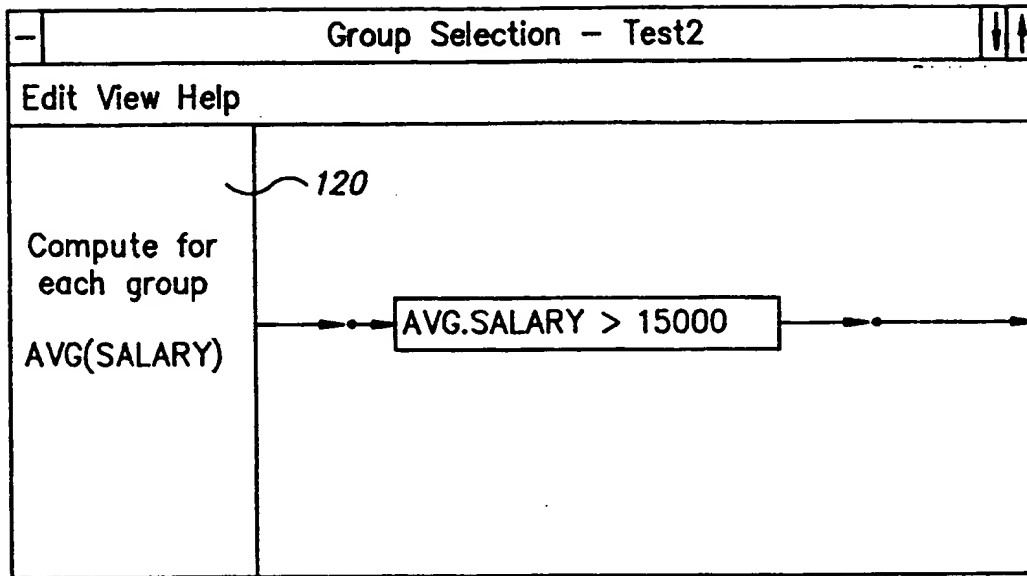 Group Selection - Test2
Edit View Help
120
Compute for
each group
AVG(SALARY)
AVG.SALARY > 15000